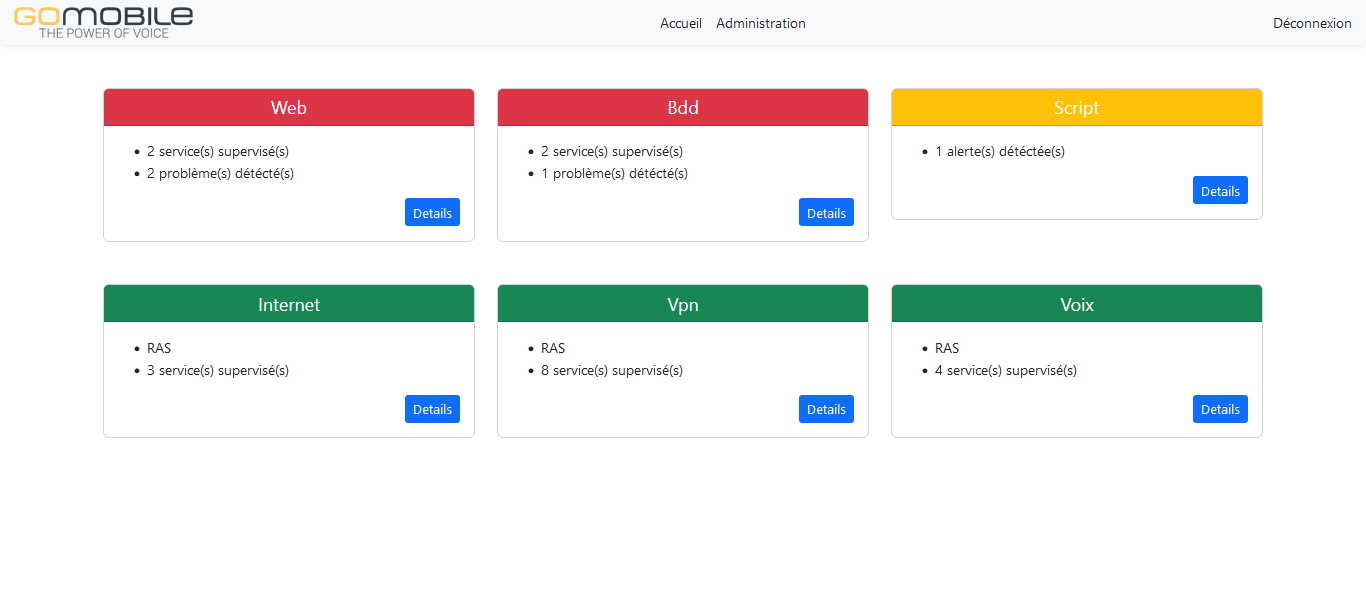 GOMOBILE
THE POWER OF VOICE
Accueil Administration
Déconnexion
Web
2 service(s) supervisé(s)
2 problème(s) détécté(s)
Details
Bdd
2 service(s) supervisé(s)
1 problème(s) détécté(s)
Details
Script
1 alerte(s) détéctée(s)
Details
Internet
RAS
3 service(s) supervisé(s)
Details
Vpn
RAS
8 service(s) supervisé(s)
Details
Voix
RAS
4 service(s) supervisé(s)
Details